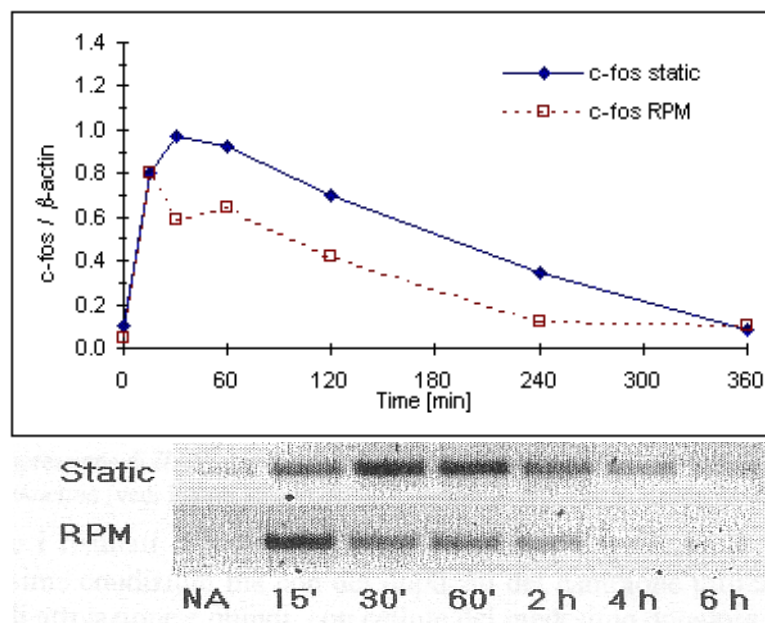 1.4
1.2
1.0
0.8
0.6
0.4
0.2
0.0
c-fos / β-actin
c-fos static
c-fos RPM
0 60 120 180 240 300 360
Time [min]
Static
RPM
NA 15' 30' 60' 2 h 4 h 6 h